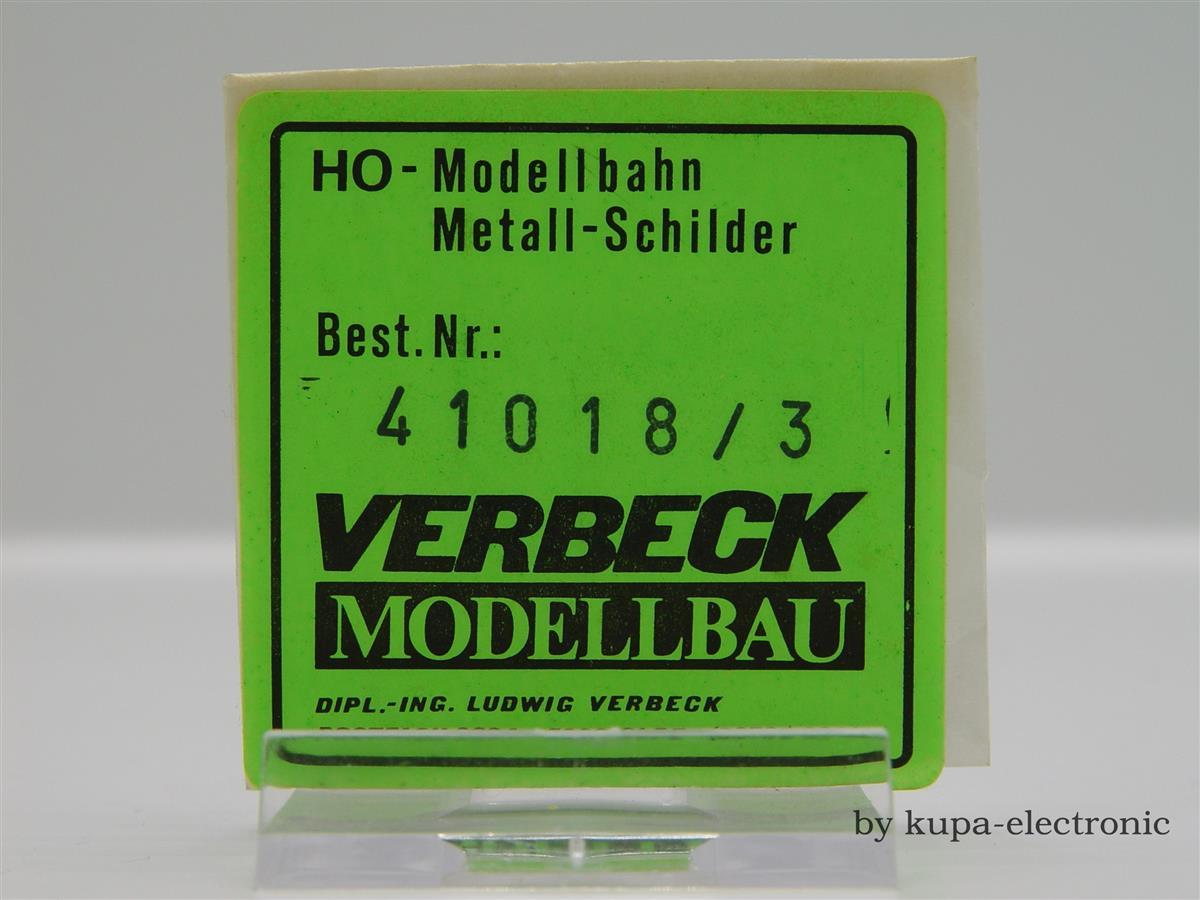 HO - Modellbahn
Metall-Schilder
Best. Nr.:
41018/3
VERBECK
MODELLBAU
DIPL.-ING. LUDWIG VERBECK
by kupa-electronic